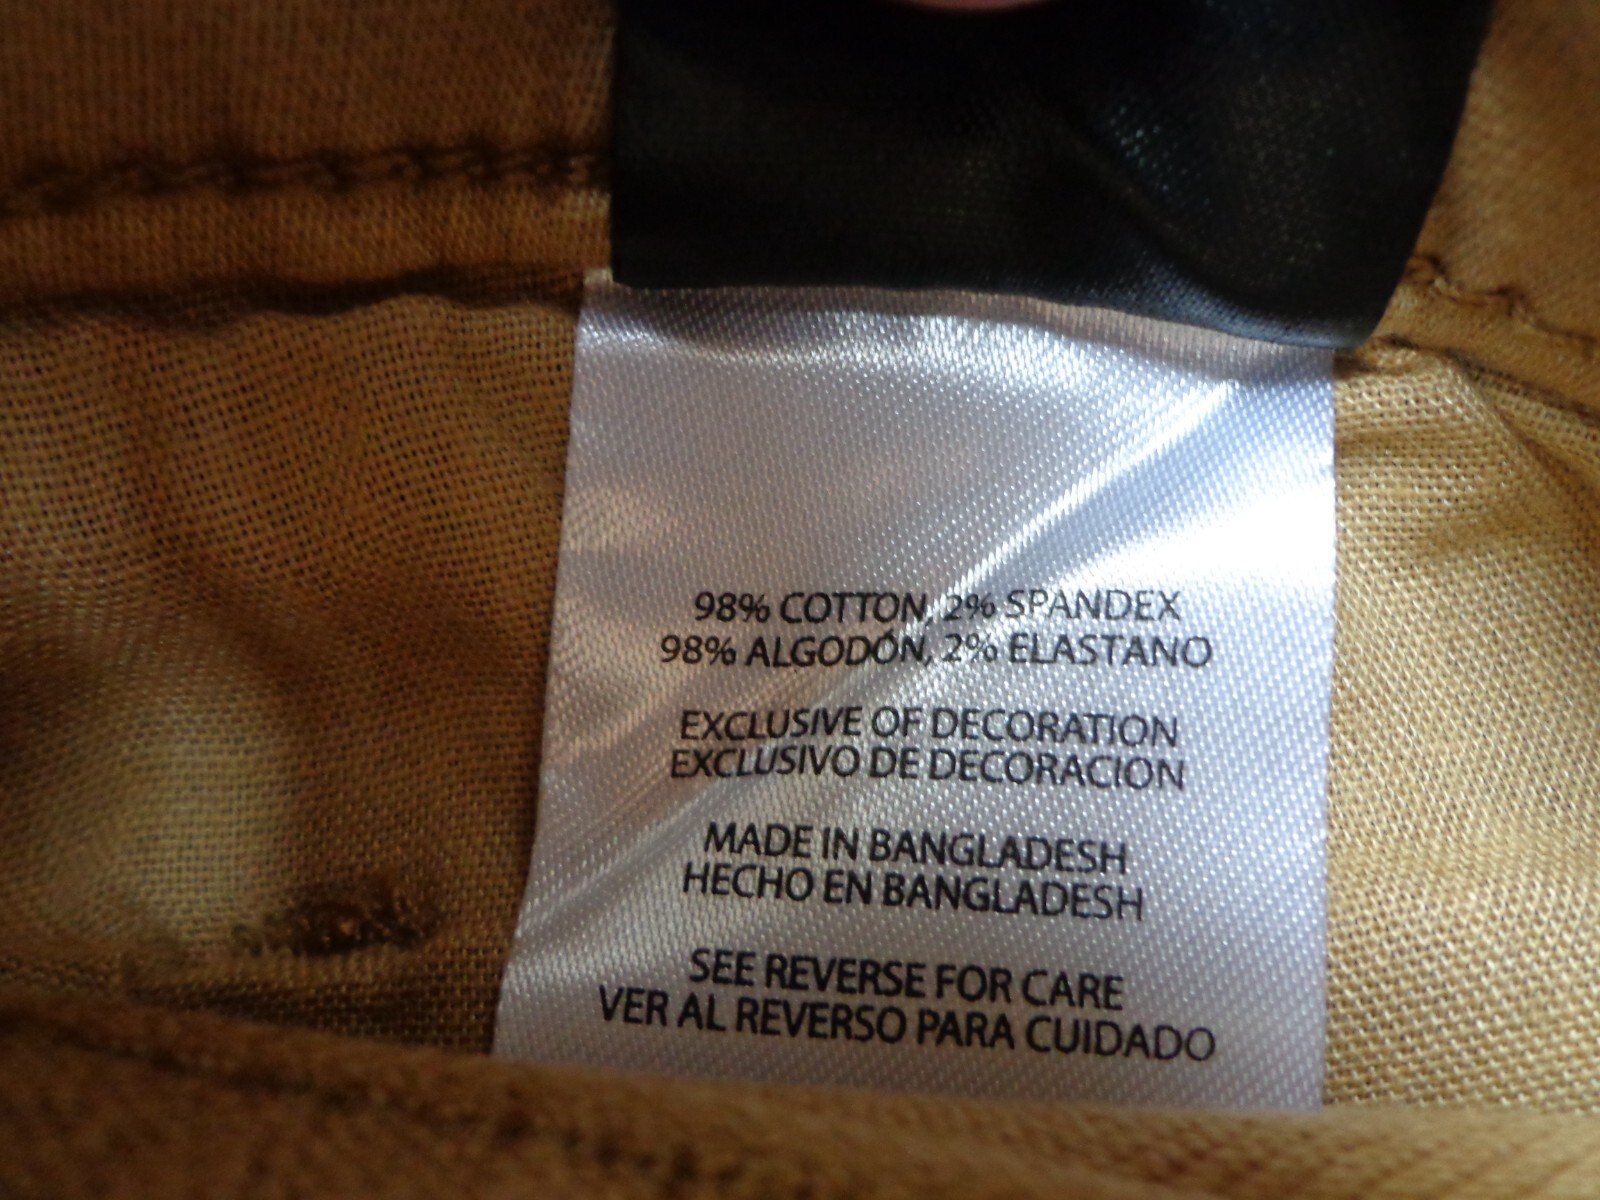 98% COTTON, 2% SPANDEX
98% ALGODÓN, 2% ELASTANO
EXCLUSIVE OF DECORATION
EXCLUSIVO DE DECORACION
MADE IN BANGLADESH
HECHO EN BANGLADESH
SEE REVERSE FOR CARE
VER AL REVERSO PARA CUIDADO